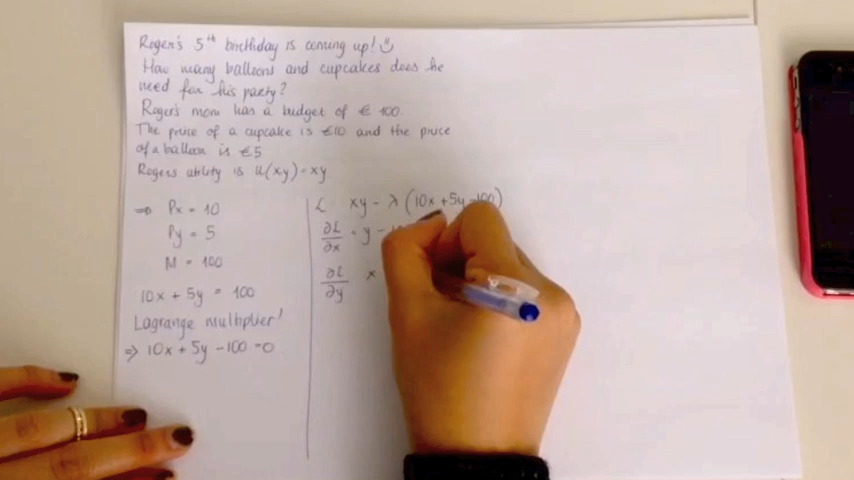 Roger's 5th birthday is coming up! ☺
How many balloons and cupcakes does he
need for his party?
Roger's mom has a budget of € 100.
The price of a cupcake is €10 and the price
of a balloon is €5
Rogers utility is U(xy)=xy
⇒ Px = 10
Py = 5
M = 100
10x + 5y = 100
Lagrange multiplier!
⇒ 10x + 5y - 100 = 0
L xy - λ (10x + 5y - 100)
∂L/∂x = y -
∂L/∂y x